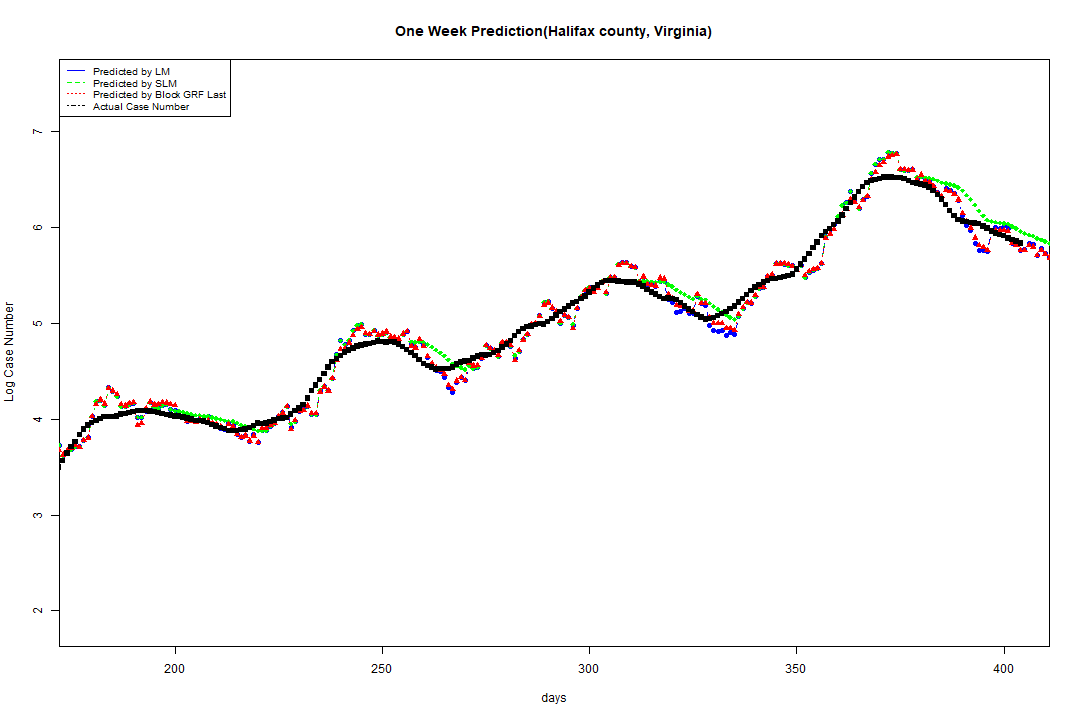 One Week Prediction(Halifax county, Virginia)
Predicted by LM
Predicted by SLM
Predicted by Block GRF Last
Actual Case Number
Log Case Number
7
6
5
4
3
2
200 250 300 350 400
days